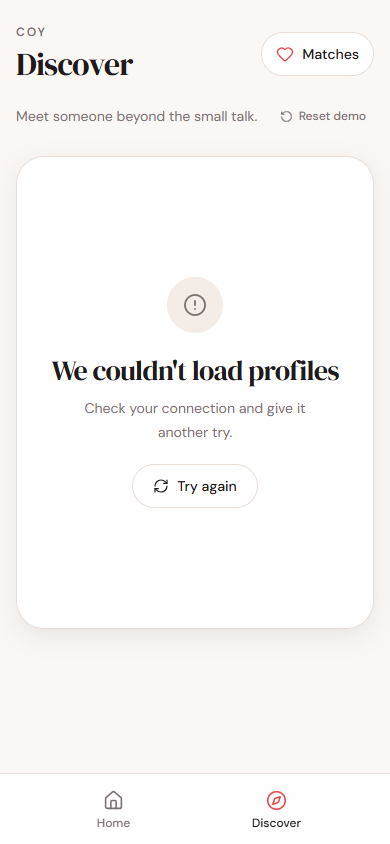 COY
Discover
Matches
Meet someone beyond the small talk.
Reset demo
We couldn't load profiles
Check your connection and give it
another try.
Try again
Home
Discover